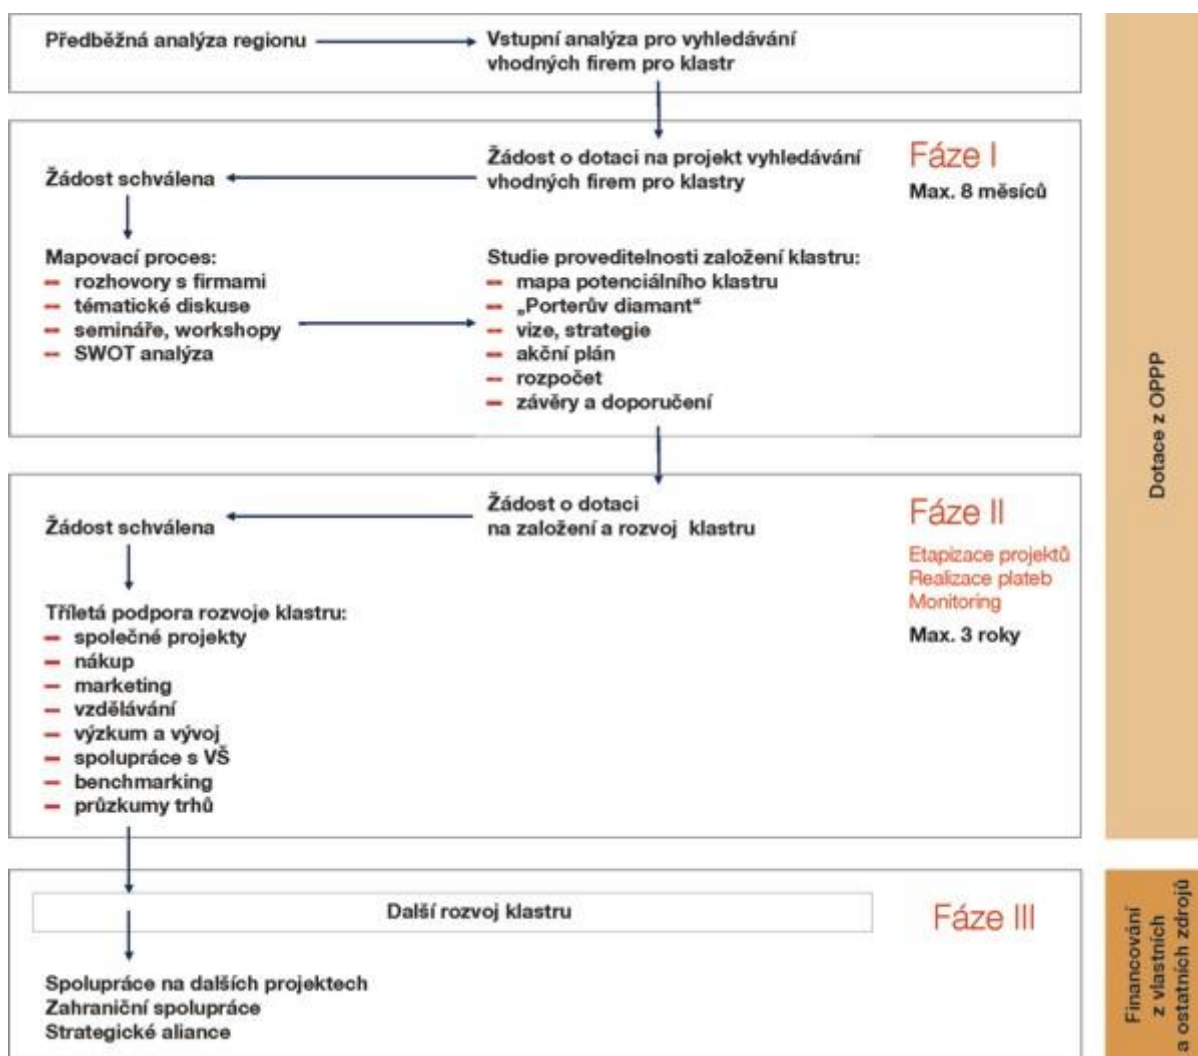 Předběžná analýza regionu
Vstupní analýza pro vyhledávání
vhodných firem pro klastr
Žádost o dotaci na projekt vyhledávání
vhodných firem pro klastry
Fáze I
Max. 8 měsíců
Žádost schválena
Mapovací proces:
– rozhovory s firmami
– tématické diskuse
– semináře, workshopy
– SWOT analýza
Studie proveditelnosti založení klastru:
– mapa potenciálního klastru
– „Porterův diamant“
– vize, strategie
– akční plán
– rozpočet
– závěry a doporučení
Žádost o dotaci
na založení a rozvoj klastru
Fáze II
Etapizace projektů
Realizace plateb
Monitoring
Max. 3 roky
Žádost schválena
Tříletá podpora rozvoje klastru:
– společné projekty
– nákup
– marketing
– vzdělávání
– výzkum a vývoj
– spolupráce s VŠ
– benchmarking
– průzkumy trhů
Dotace z OPPP
Další rozvoj klastru
Fáze III
Spolupráce na dalších projektech
Zahraniční spolupráce
Strategické aliance
Financování
z vlastních
a ostatních zdrojů